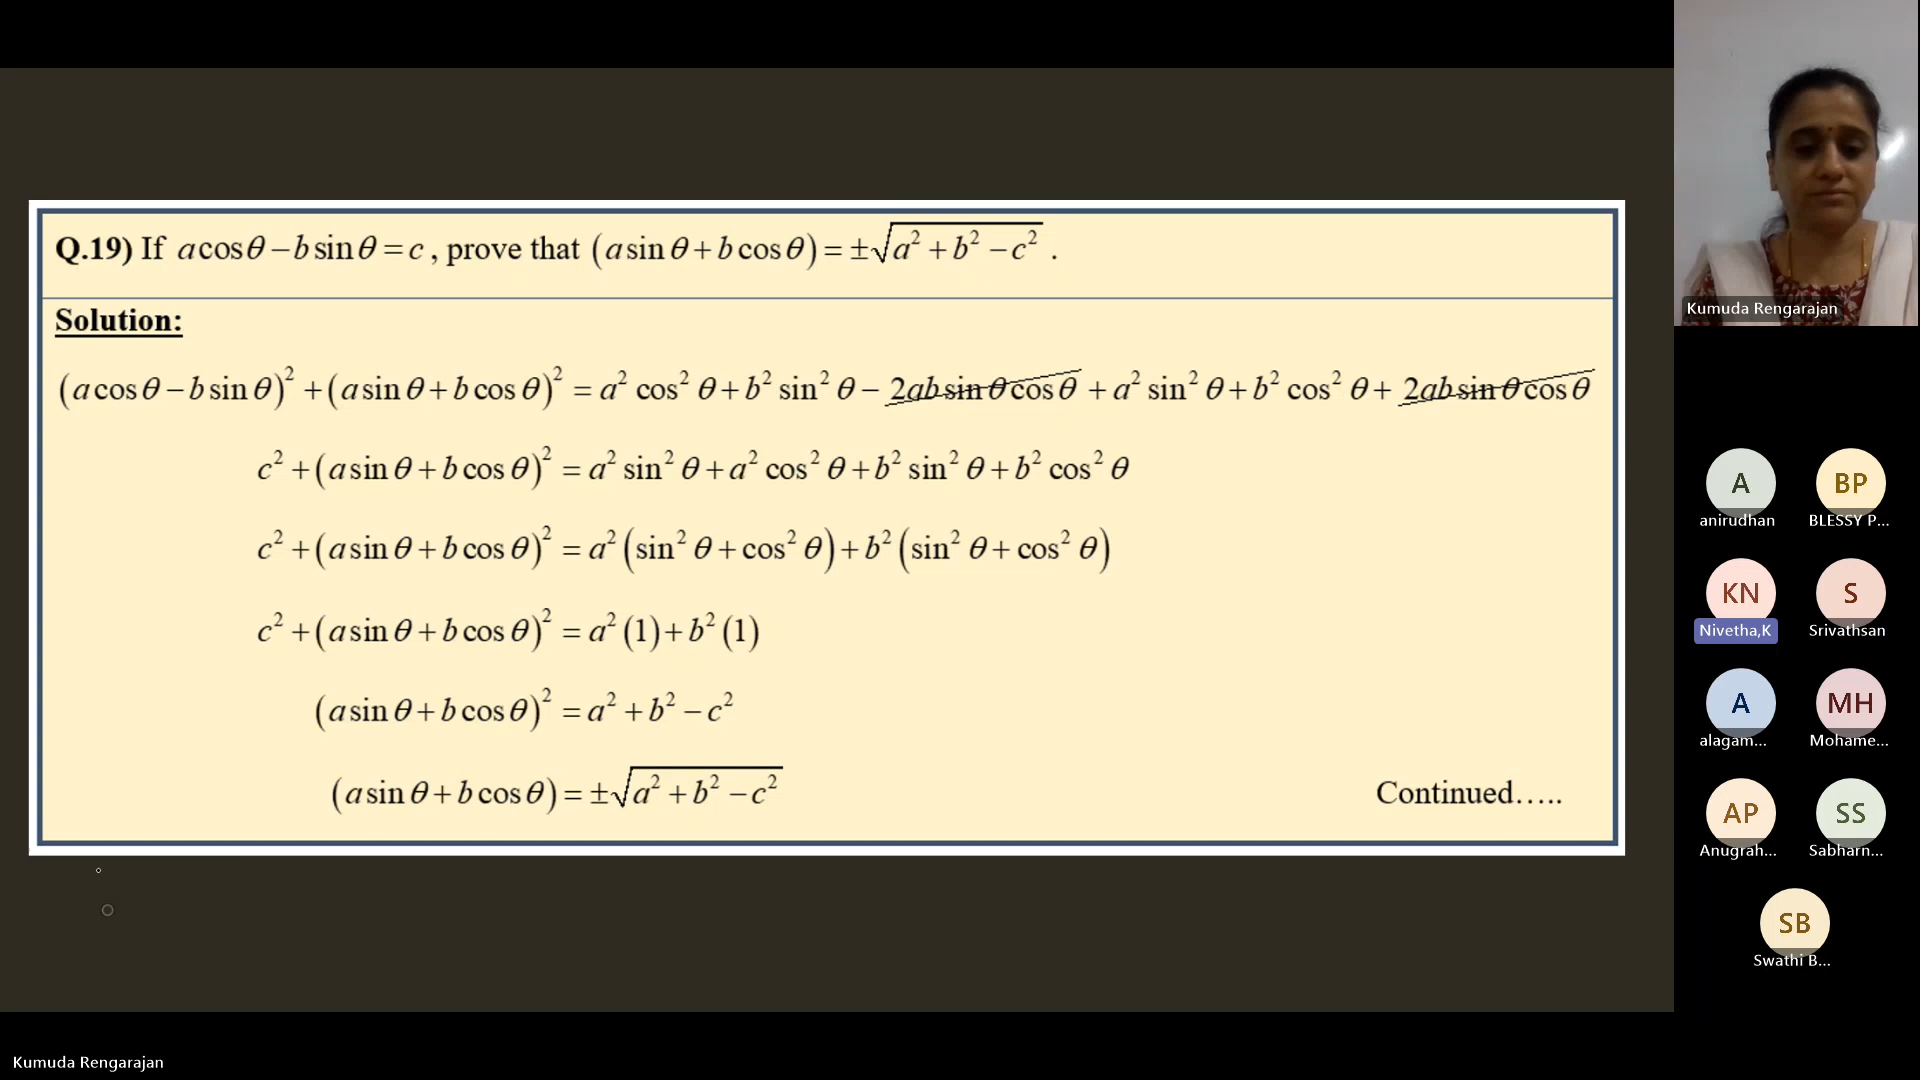 Q.19) If a cos θ − b sin θ = c , prove that (a sin θ + b cos θ) = ±√(a² + b² − c²) .
Solution:
(a cos θ − b sin θ)² + (a sin θ + b cos θ)² = a² cos² θ + b² sin² θ − 2ab sin θ cos θ + a² sin² θ + b² cos² θ + 2ab sin θ cos θ
c² + (a sin θ + b cos θ)² = a² sin² θ + a² cos² θ + b² sin² θ + b² cos² θ
c² + (a sin θ + b cos θ)² = a² (sin² θ + cos² θ) + b² (sin² θ + cos² θ)
c² + (a sin θ + b cos θ)² = a² (1) + b² (1)
(a sin θ + b cos θ)² = a² + b² − c²
(a sin θ + b cos θ) = ±√(a² + b² − c²)
Continued.....
Kumuda Rengarajan
A
anirudhan
BP
BLESSY P...
KN
Nivetha,K
S
Srivathsan
A
alagam...
MH
Mohame...
AP
Anugrah...
SS
Sabharn...
SB
Swathi B...
Kumuda Rengarajan